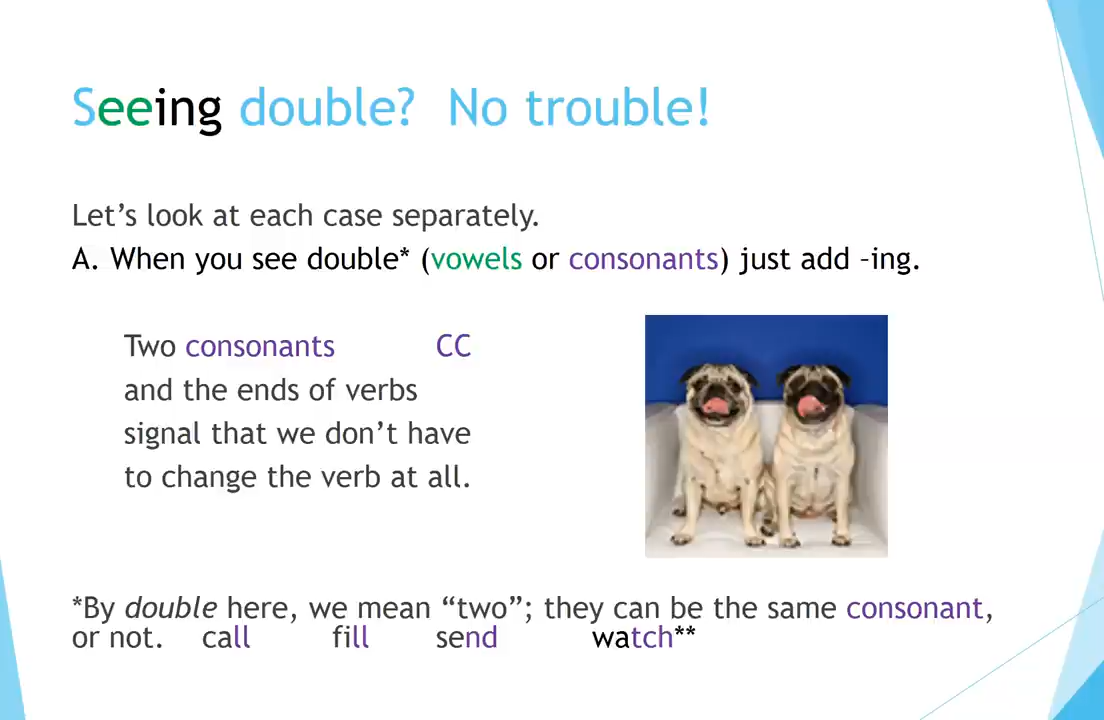 Seeing double?  No trouble!
Let’s look at each case separately.
A. When you see double* (vowels or consonants) just add –ing.
Two consonants CC
and the ends of verbs
signal that we don’t have
to change the verb at all.
*By double here, we mean “two”; they can be the same consonant,
or not. call fill send watch**